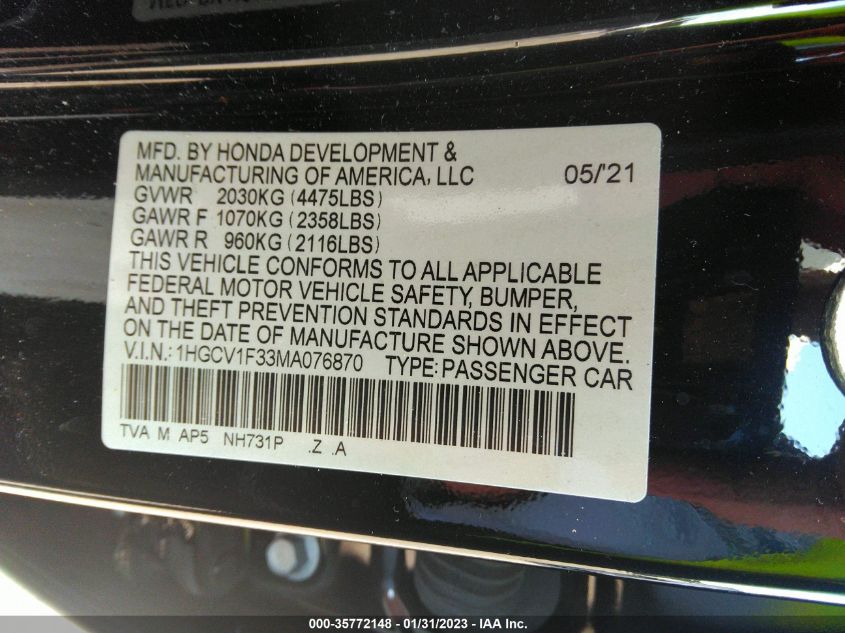 MFD. BY HONDA DEVELOPMENT &
MANUFACTURING OF AMERICA, LLC 05/'21
GVWR 2030KG (4475LBS)
GAWR F 1070KG (2358LBS)
GAWR R 960KG (2116LBS)
THIS VEHICLE CONFORMS TO ALL APPLICABLE
FEDERAL MOTOR VEHICLE SAFETY, BUMPER,
AND THEFT PREVENTION STANDARDS IN EFFECT
ON THE DATE OF MANUFACTURE SHOWN ABOVE.
V.I.N.: 1HGCV1F33MA076870 TYPE: PASSENGER CAR
TVA M AP5 NH731P .Z .A
000-35772148 - 01/31/2023 - IAA Inc.